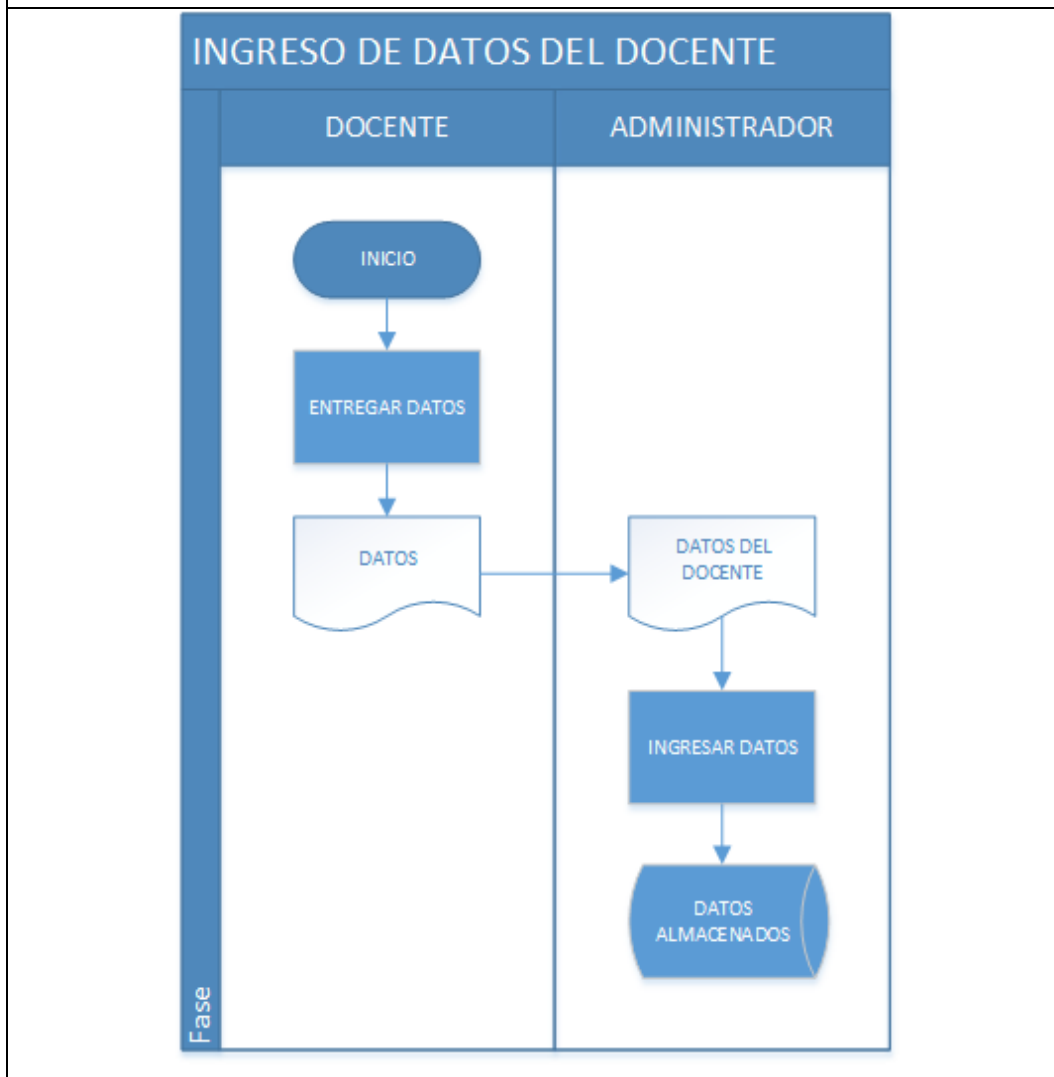 INGRESO DE DATOS DEL DOCENTE
DOCENTE
ADMINISTRADOR
INICIO
ENTREGAR DATOS
DATOS
DATOS DEL
DOCENTE
INGRESAR DATOS
DATOS
ALMACENADOS
Fase